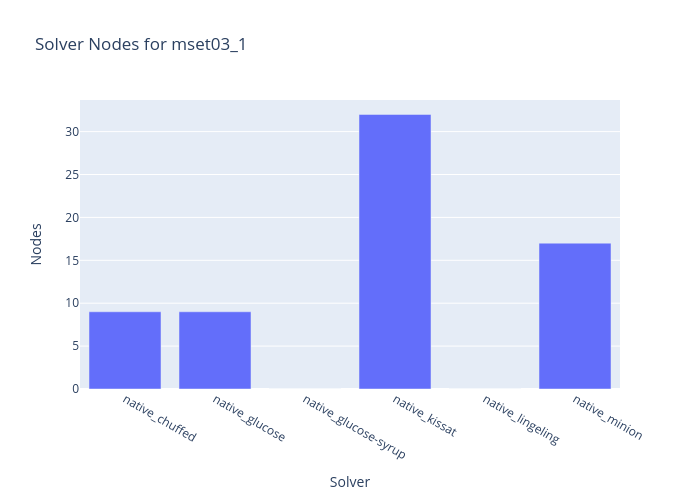 Solver Nodes for mset03_1
Nodes
30
25
20
15
10
5
0
native_chuffed
native_glucose
native_glucose-syrup
native_kissat
native_lingeling
native_minion
Solver